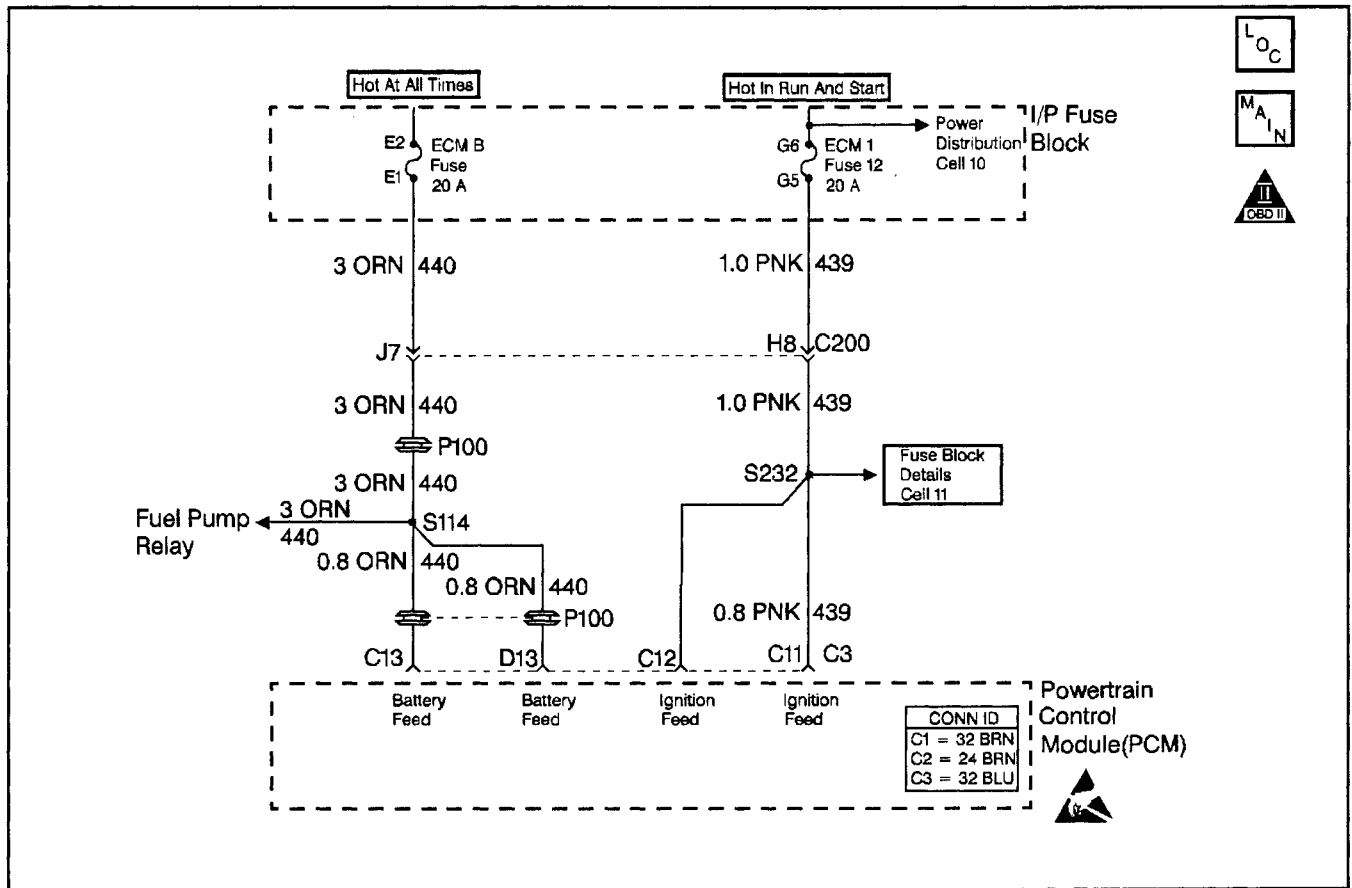 LOC
Hot At All Times
Hot In Run And Start
MAIN
I/P Fuse
Block
E2
ECM B
Fuse
20 A
E1
G6
ECM 1
Fuse 12
20 A
G5
Power
Distribution
Cell 10
II
OBD II
3 ORN 440
1.0 PNK 439
J7
H8 C200
3 ORN 440
1.0 PNK 439
P100
3 ORN 440
S232
Fuse Block
Details
Cell 11
Fuel Pump
Relay
3 ORN
440
S114
0.8 ORN 440
0.8 ORN 440
P100
0.8 PNK 439
C13
D13
C12
C11
C3
Battery
Feed
Battery
Feed
Ignition
Feed
Ignition
Feed
CONN ID
C1 = 32 BRN
C2 = 24 BRN
C3 = 32 BLU
Powertrain
Control
Module(PCM)